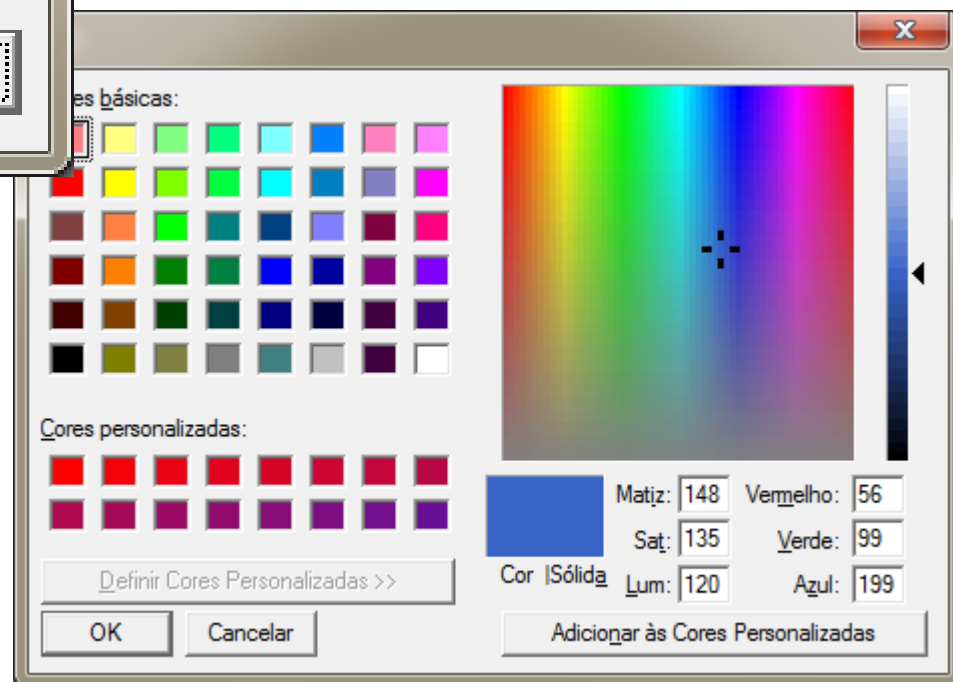 es básicas:
Cores personalizadas:
Definir Cores Personalizadas >>
OK Cancelar
Matiz: 148 Vermelho: 56
Sat: 135 Verde: 99
Cor |Sólida Lum: 120 Azul: 199
Adicionar às Cores Personalizadas